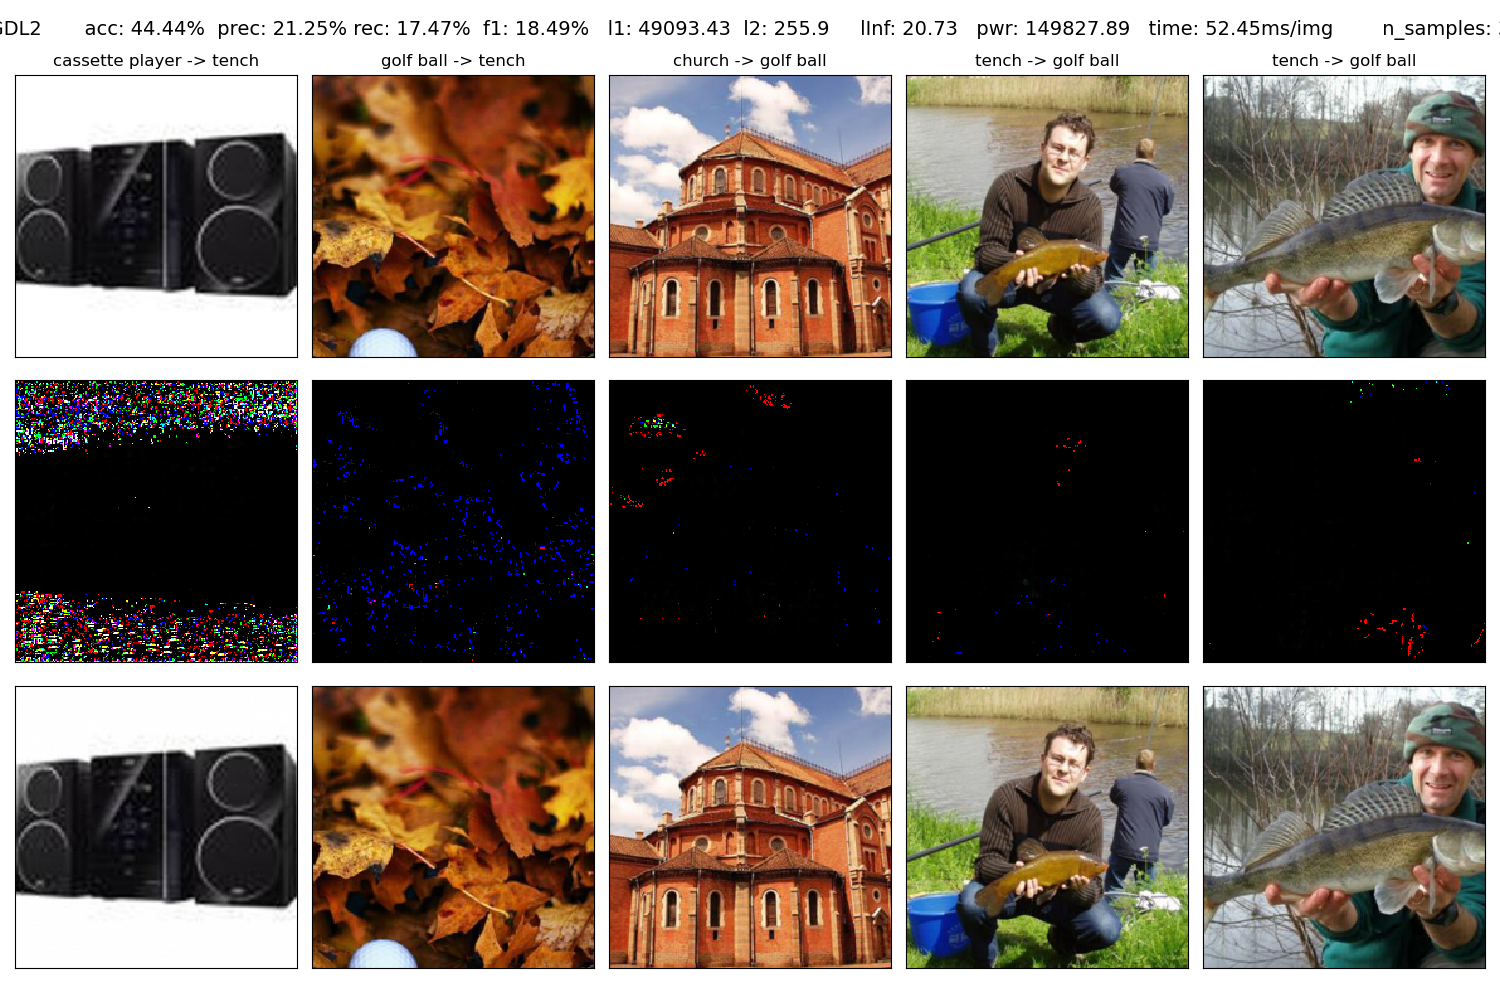 GDL2 acc: 44.44% prec: 21.25% rec: 17.47% f1: 18.49% l1: 49093.43 l2: 255.9 lInf: 20.73 pwr: 149827.89 time: 52.45ms/img n_samples:
cassette player -> tench
golf ball -> tench
church -> golf ball
tench -> golf ball
tench -> golf ball